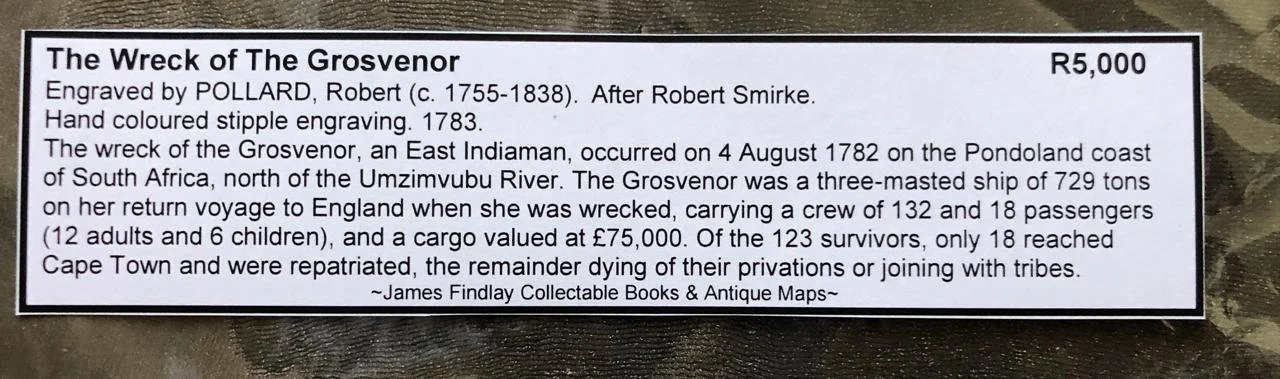 The Wreck of The Grosvenor R5,000
Engraved by POLLARD, Robert (c. 1755-1838). After Robert Smirke.
Hand coloured stipple engraving. 1783.
The wreck of the Grosvenor, an East Indiaman, occurred on 4 August 1782 on the Pondoland coast
of South Africa, north of the Umzimvubu River. The Grosvenor was a three-masted ship of 729 tons
on her return voyage to England when she was wrecked, carrying a crew of 132 and 18 passengers
(12 adults and 6 children), and a cargo valued at £75,000. Of the 123 survivors, only 18 reached
Cape Town and were repatriated, the remainder dying of their privations or joining with tribes.
~James Findlay Collectable Books & Antique Maps~